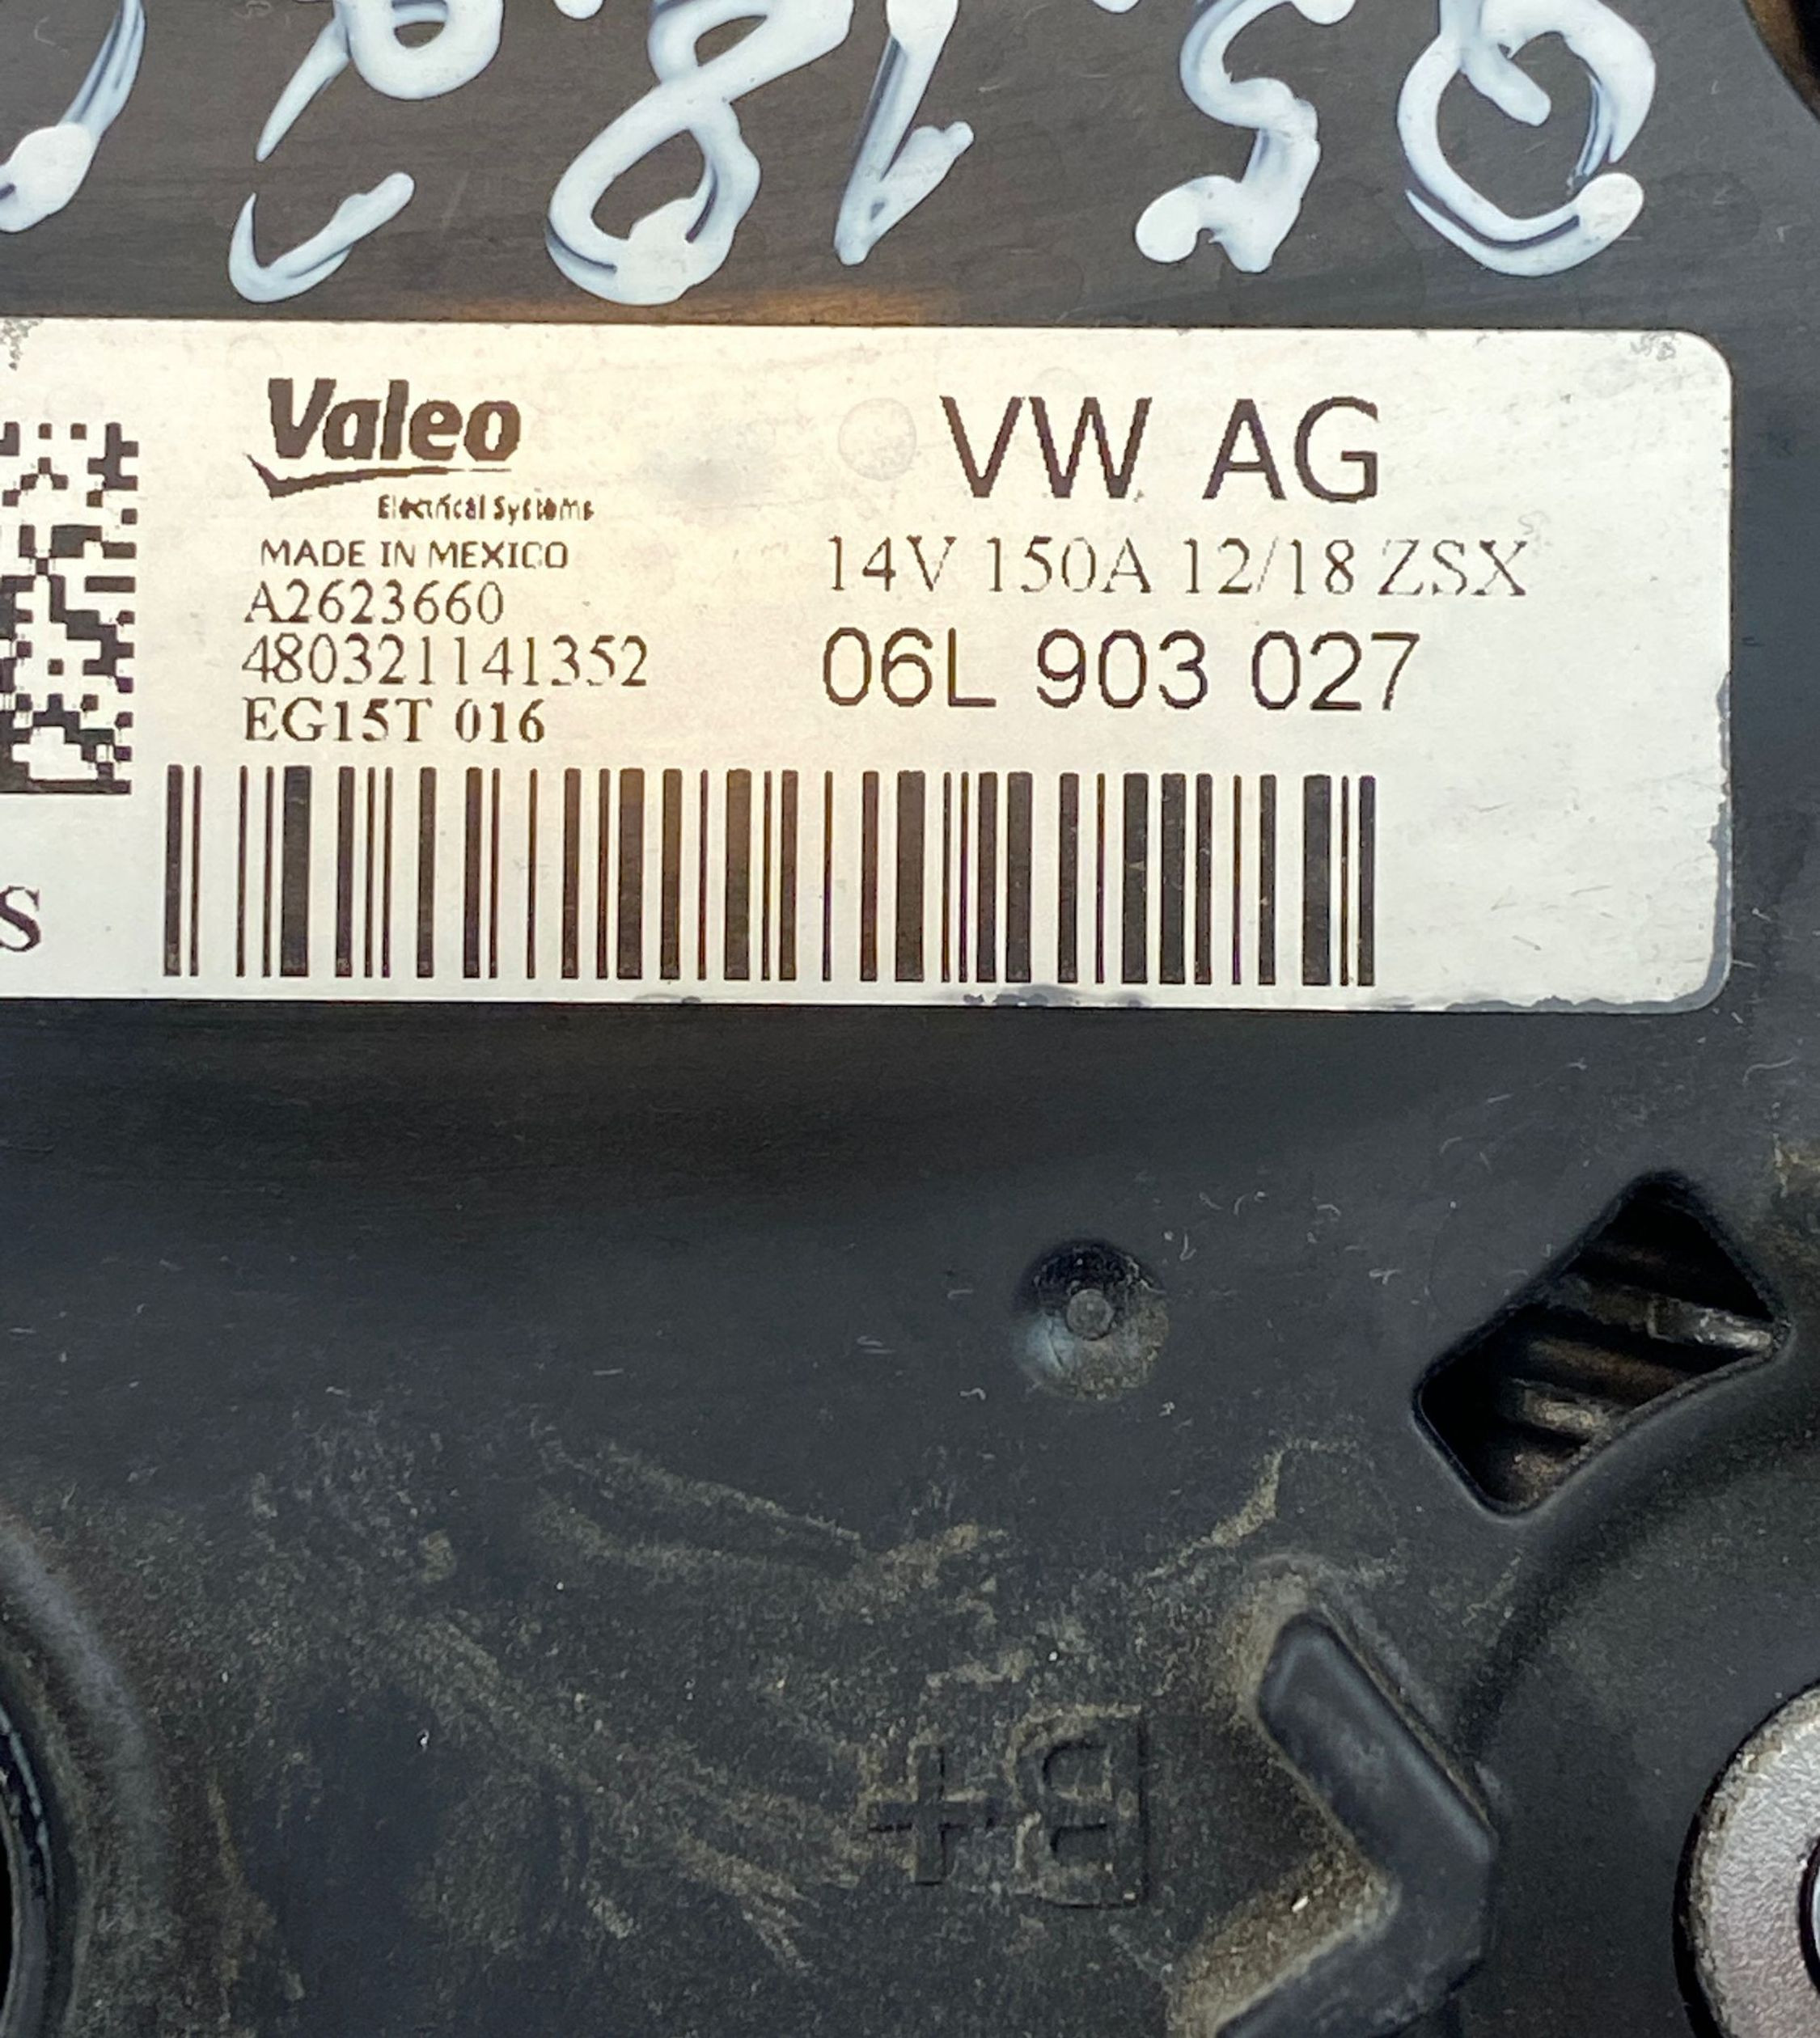 Valeo
Electrical Systems
MADE IN MEXICO
A2623660
480321141352
EG15T 016
VW AG
14V 150A 12/18 ZSX
06L 903 027
S
B+